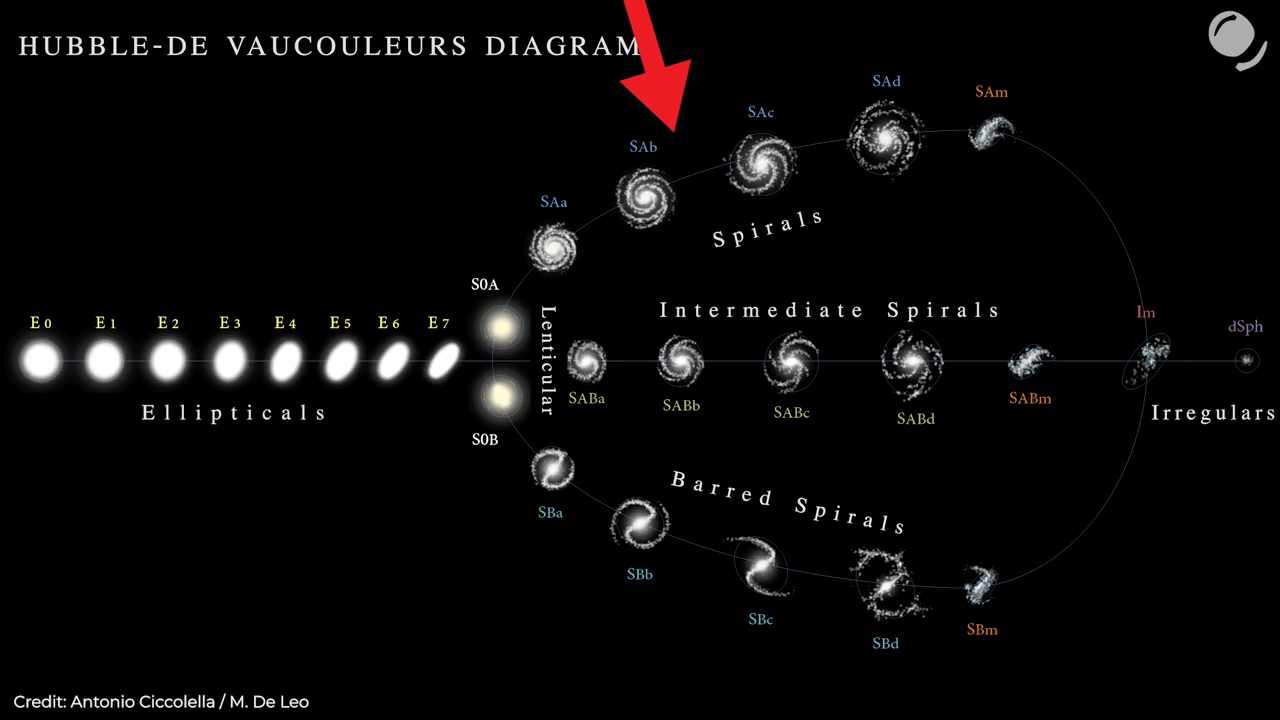 HUBBLE-DE VAUCOULEURS DIAGRAM
SAd
SAm
SAc
SAb
SAa
Spirals
S0A
Intermediate Spirals
E0 E1 E2 E3 E4 E5 E6 E7
Im
dSph
Lenticular
SABa
SABb
SABc
SABd
SABm
Ellipticals
Irregulars
S0B
Barred Spirals
SBa
SBb
SBc
SBd
SBm
Credit: Antonio Ciccolella / M. De Leo